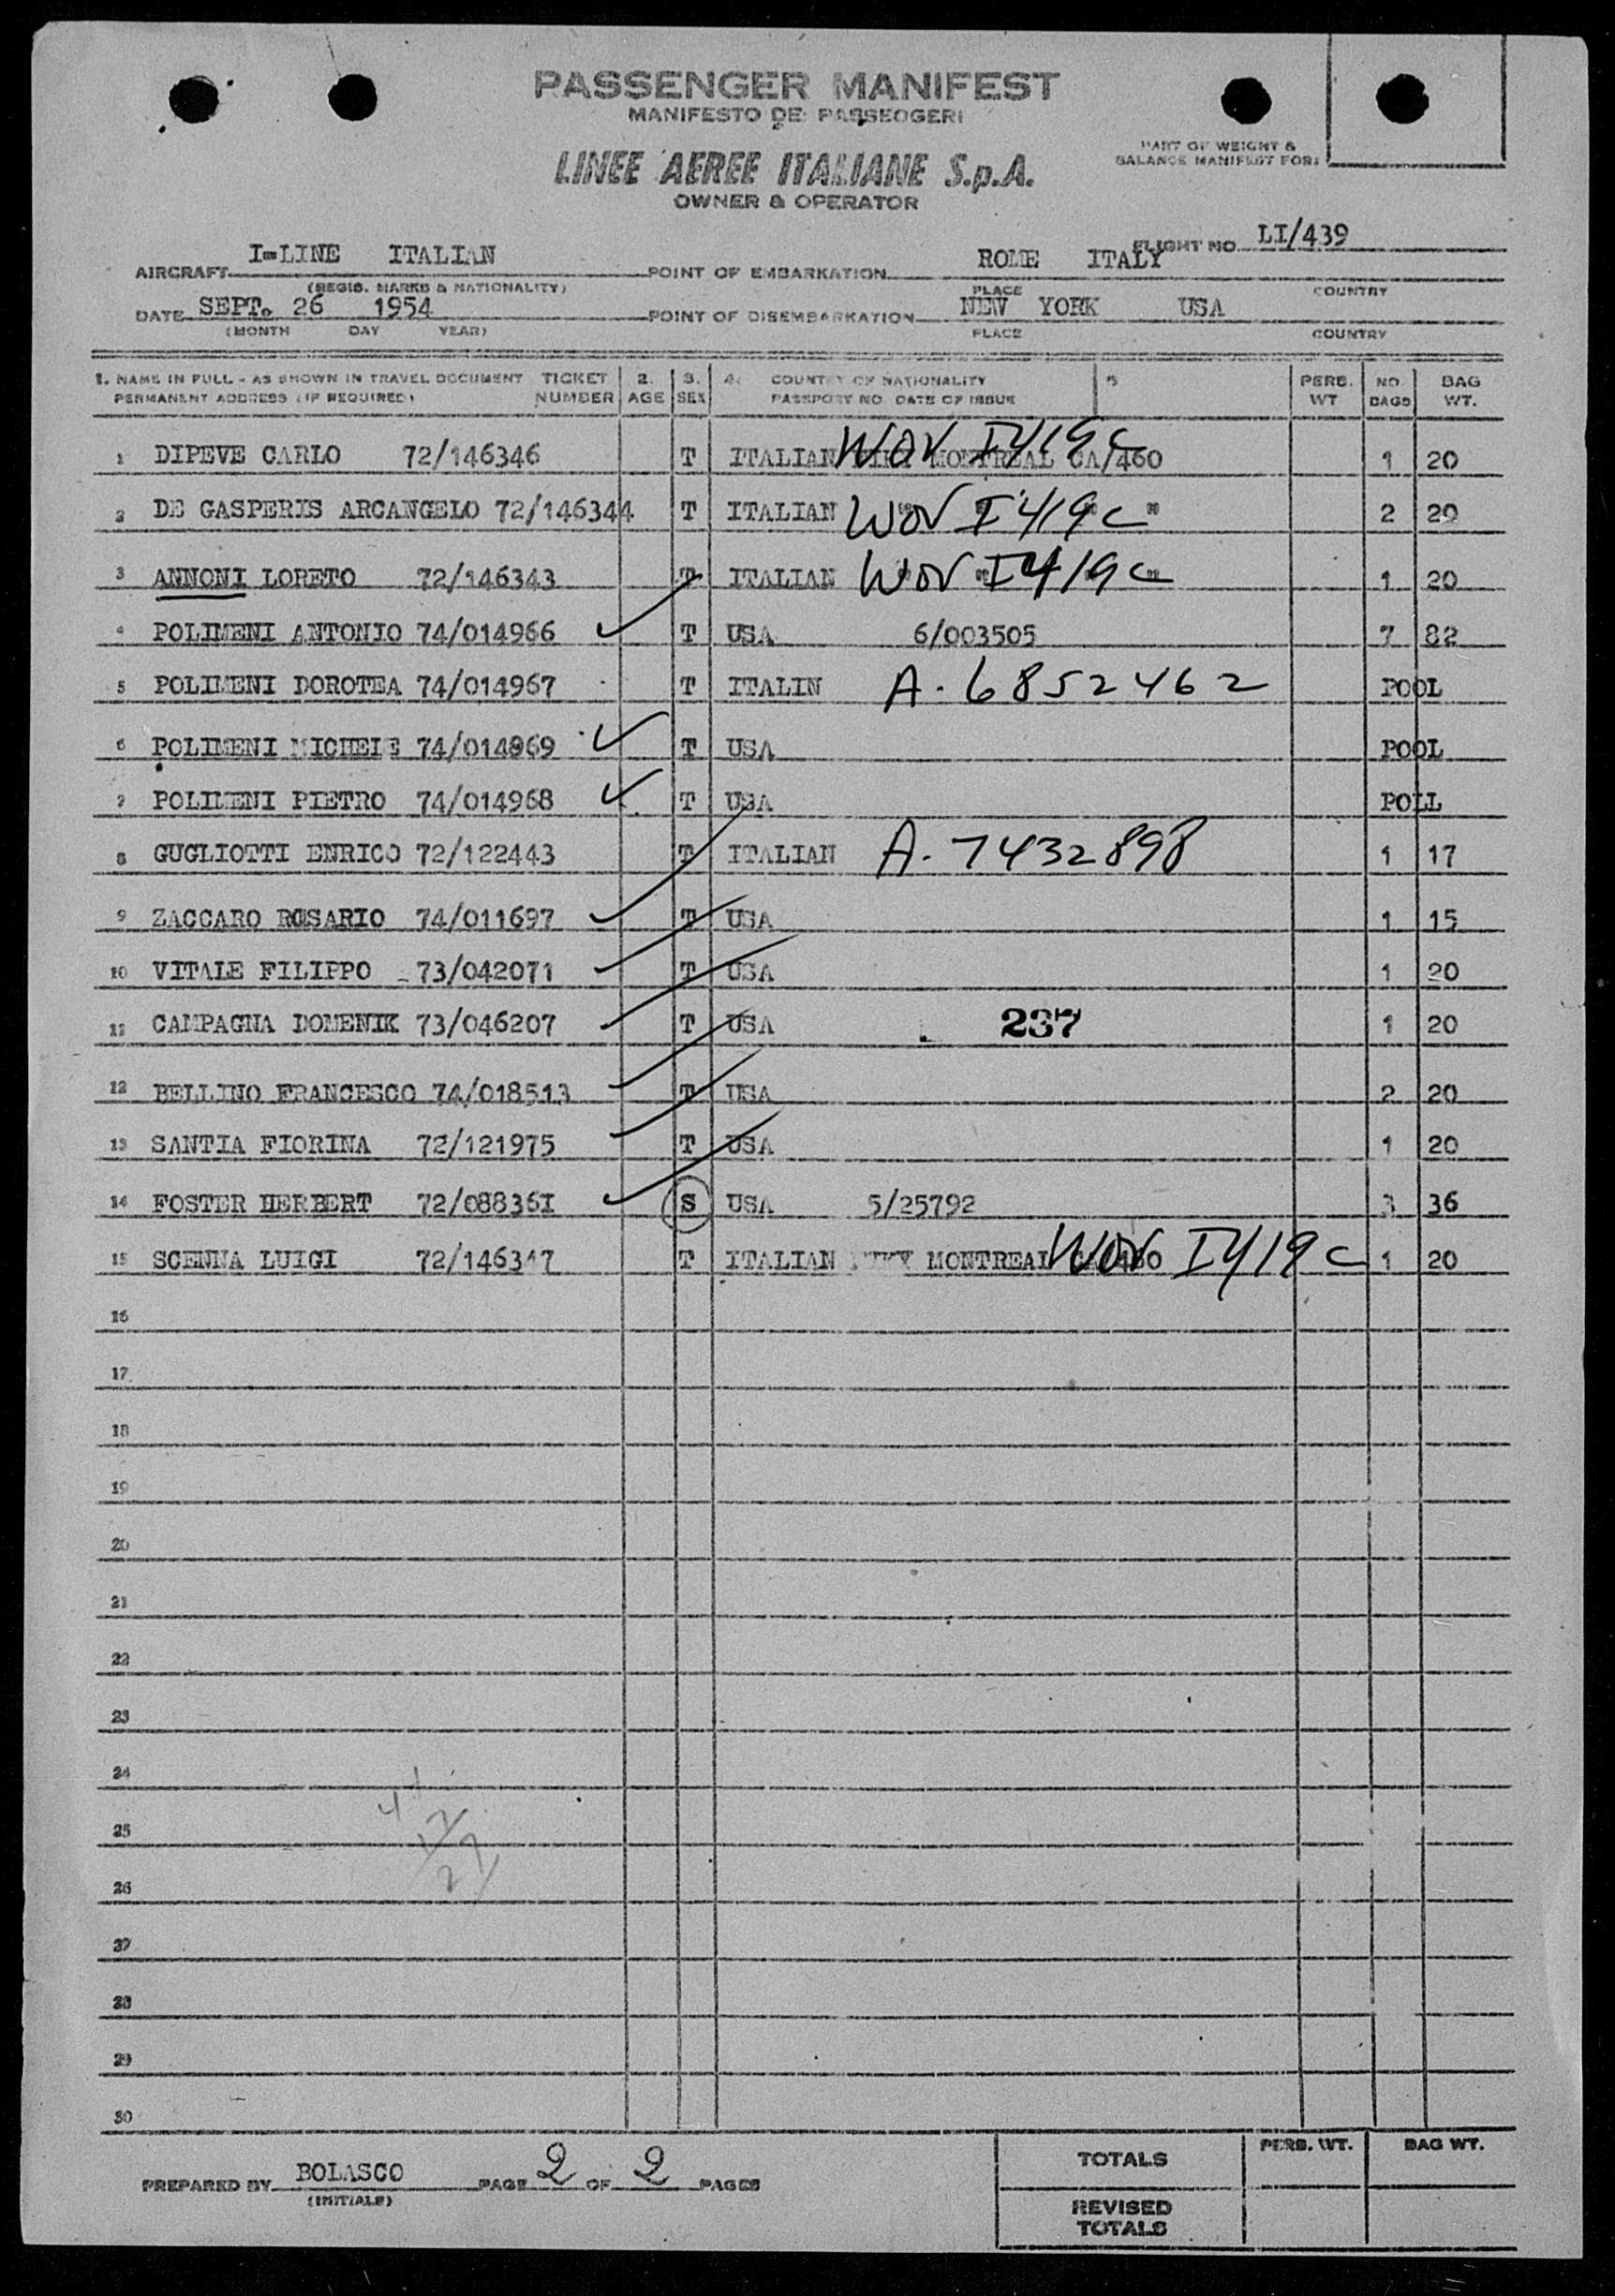 PASSENGER MANIFEST
MANIFESTO DEI PASSEGGERI
PART OF WEIGHT &
BALANCE MANIFEST FOR:
LINEE AEREE ITALIANE S.p.A.
OWNER & OPERATOR
FLIGHT NO. LI/439
AIRCRAFT I-LINE ITALIAN POINT OF EMBARKATION ROME ITALY
(REGIS. MARKS & NATIONALITY) PLACE COUNTRY
DATE SEPT. 26 1954 POINT OF DISEMBARKATION NEW YORK USA
(MONTH DAY YEAR) PLACE COUNTRY
1. NAME IN FULL - AS SHOWN IN TRAVEL DOCUMENT TICKET 2. 3. 4. COUNTRY OF NATIONALITY 5 PERS. NO. BAG
PERMANENT ADDRESS (IF REQUIRED) NUMBER AGE SEX PASSPORT NO. DATE OF ISSUE WT BAGS WT.
1 DIPEVE CARLO 72/146346 T ITALIAN MONTREAL CA/460 WOV I419C 1 20
2 DE GASPERIS ARCANGELO 72/146344 T ITALIAN WOV I419C " 2 20
3 ANNONI LORETO 72/146343 T ITALIAN WOV I419C " 1 20
4 POLIMENI ANTONIO 74/014966 T USA 6/003505 7 82
5 POLIMENI DOROTEA 74/014967 T ITALIN A-6852462 POOL
6 POLIMENI MICHELE 74/014869 T USA POOL
7 POLIMENI PIETRO 74/014968 T USA POLL
8 GUGLIOTTI ENRICO 72/122443 T ITALIAN A-7432898 1 17
9 ZACCARO ROSARIO 74/011697 T USA 1 15
10 VITALE FILIPPO 73/042071 T USA 1 20
11 CAMPAGNA DOMENIK 73/046207 T USA 237 1 20
12 BELLINO FRANCESCO 74/018513 T USA 2 20
13 SANTIA FIORINA 72/121975 T USA 1 20
14 FOSTER HERBERT 72/088361 S USA 5/25792 3 36
15 SCENNA LUIGI 72/146347 T ITALIAN MONTREAL WOV I419C 1 20
16
17
18
19
20
21
22
23
24
25
26
27
28
29
30
PREPARED BY BOLASCO PAGE 2 OF 2 PAGES
(INITIALS)
TOTALS PERS. WT. BAG WT.
REVISED
TOTALS